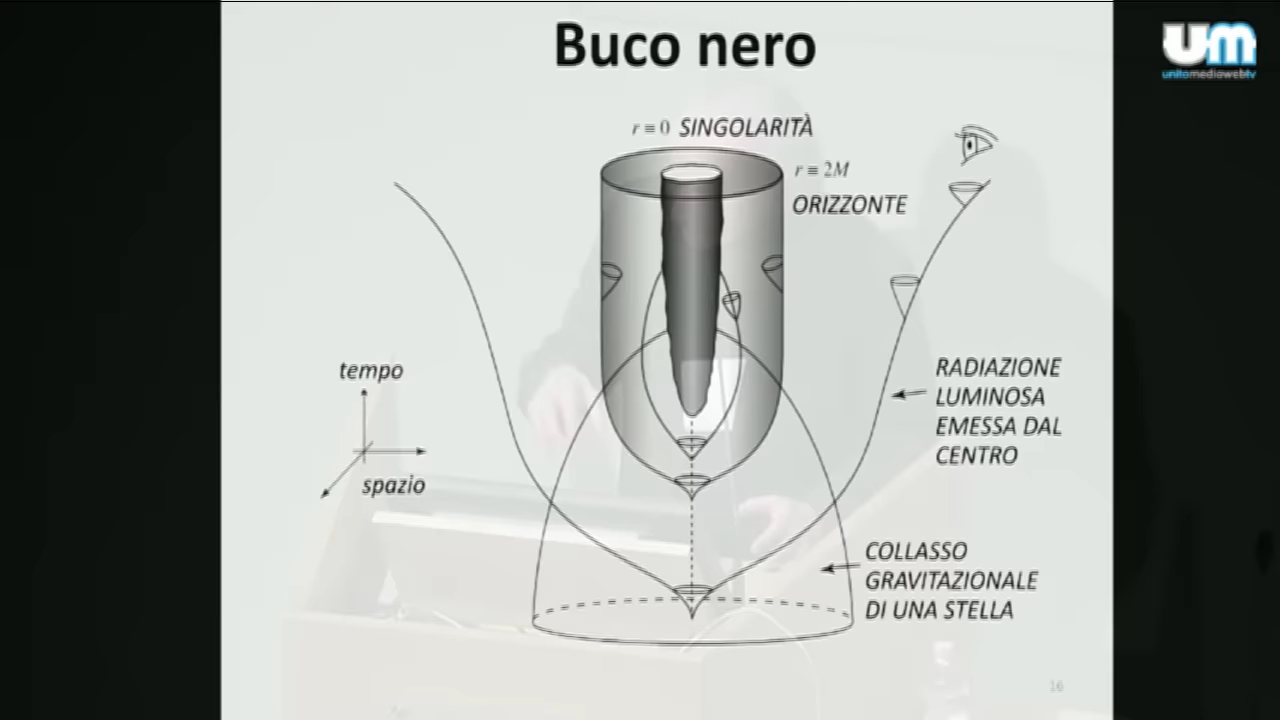 Buco nero
um
unitomediawebtv
r ≡ 0 SINGOLARITÀ
r ≡ 2M
ORIZZONTE
tempo
spazio
RADIAZIONE
LUMINOSA
EMESSA DAL
CENTRO
COLLASSO
GRAVITAZIONALE
DI UNA STELLA
16